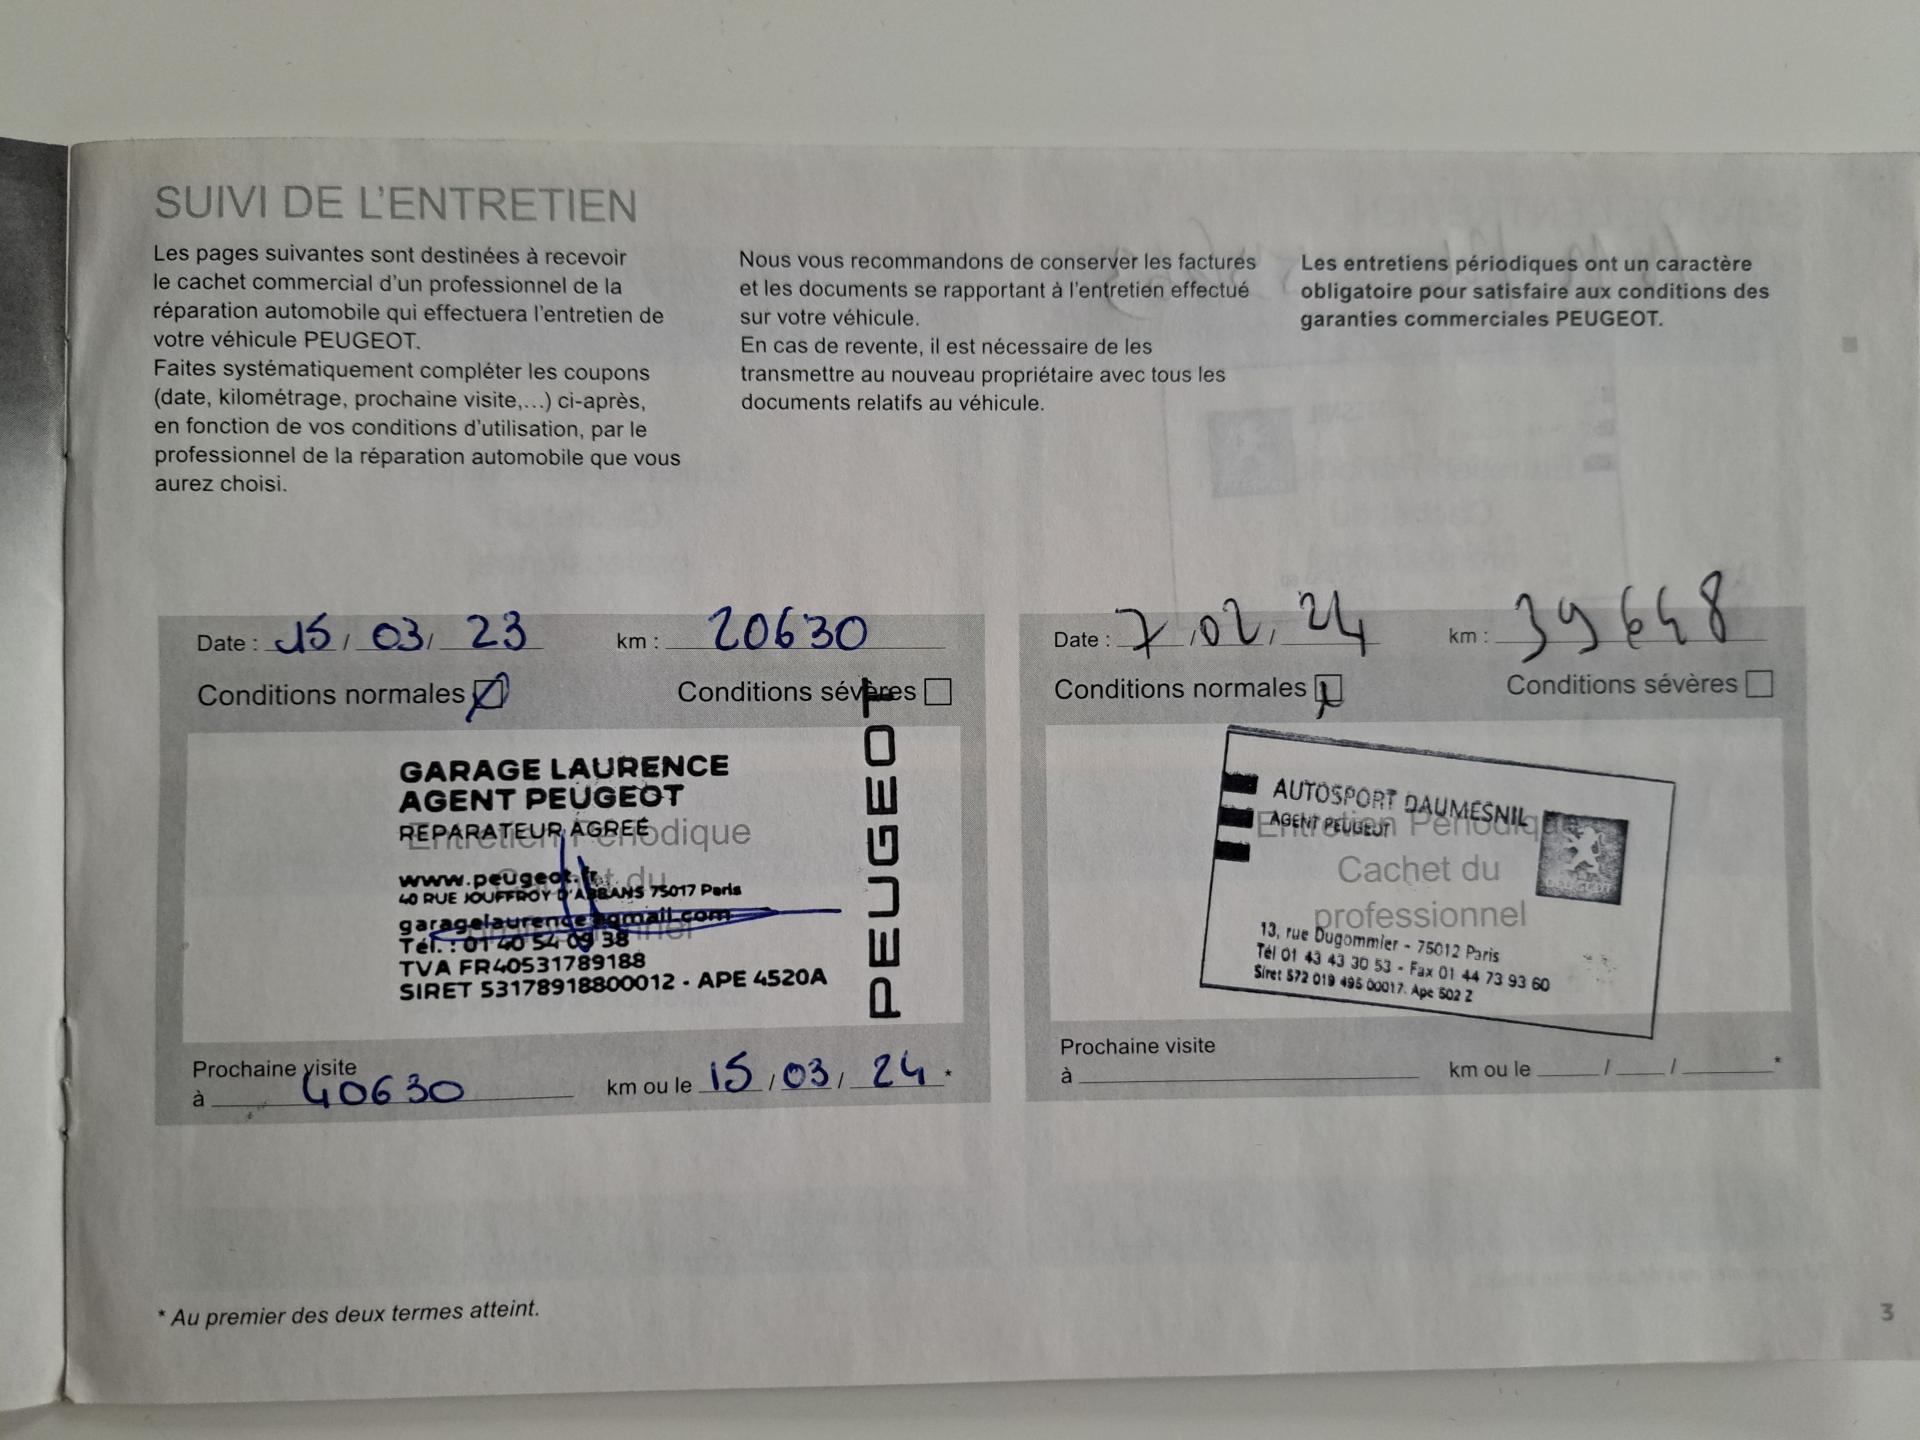 SUIVI DE L'ENTRETIEN
Les pages suivantes sont destinées à recevoir
le cachet commercial d'un professionnel de la
réparation automobile qui effectuera l'entretien de
votre véhicule PEUGEOT.
Faites systématiquement compléter les coupons
(date, kilométrage, prochaine visite,...) ci-après,
en fonction de vos conditions d'utilisation, par le
professionnel de la réparation automobile que vous
aurez choisi.
Nous vous recommandons de conserver les factures
et les documents se rapportant à l'entretien effectué
sur votre véhicule.
En cas de revente, il est nécessaire de les
transmettre au nouveau propriétaire avec tous les
documents relatifs au véhicule.
Les entretiens périodiques ont un caractère
obligatoire pour satisfaire aux conditions des
garanties commerciales PEUGEOT.
Date : 15 / 03 / 23 km : 20630
Conditions normales Conditions sévères
GARAGE LAURENCE
AGENT PEUGEOT
REPARATEUR AGREÉ
Entretien Périodique
www.peugeot.fr
40 RUE JOUFFROY D'ABBANS 75017 Paris
garagelaurence@gmail.com
Tél. : 01 40 54 09 38
TVA FR40531789188
SIRET 53178918800012 - APE 4520A
PEUGEOT
Prochaine visite
à 40630 km ou le 15 / 03 / 24 *
Date : 7 / 02 / 24 km : 39648
Conditions normales Conditions sévères
AUTOSPORT DAUMESNIL
AGENT PEUGEOT
Entretien Périodique
Cachet du
professionnel
13, rue Dugommier - 75012 Paris
Tél 01 43 43 30 53 - Fax 01 44 73 93 60
Siret 572 019 495 00017. Ape 502 Z
Prochaine visite
à km ou le / / *
* Au premier des deux termes atteint.
3